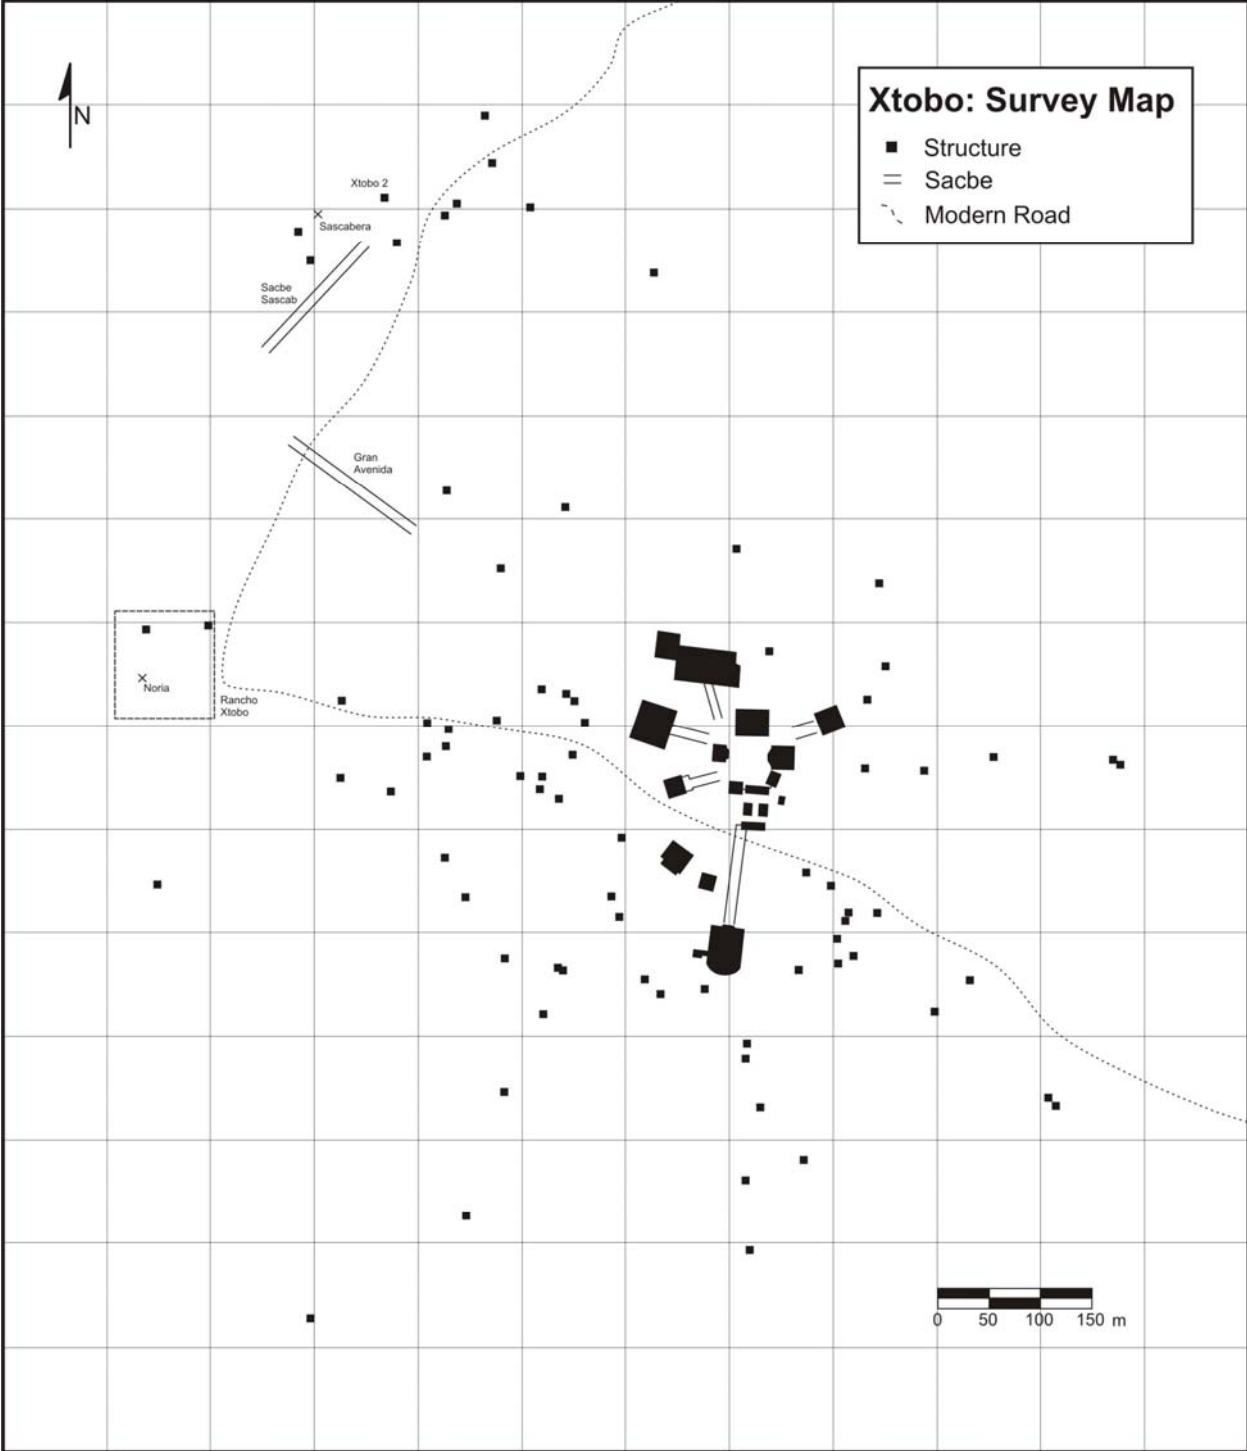 N
Xtobo: Survey Map
Structure
Sacbe
Modern Road
Xtobo 2
Sascabera
Sacbe
Sascab
Gran
Avenida
Noria
Rancho
Xtobo
0 50 100 150 m